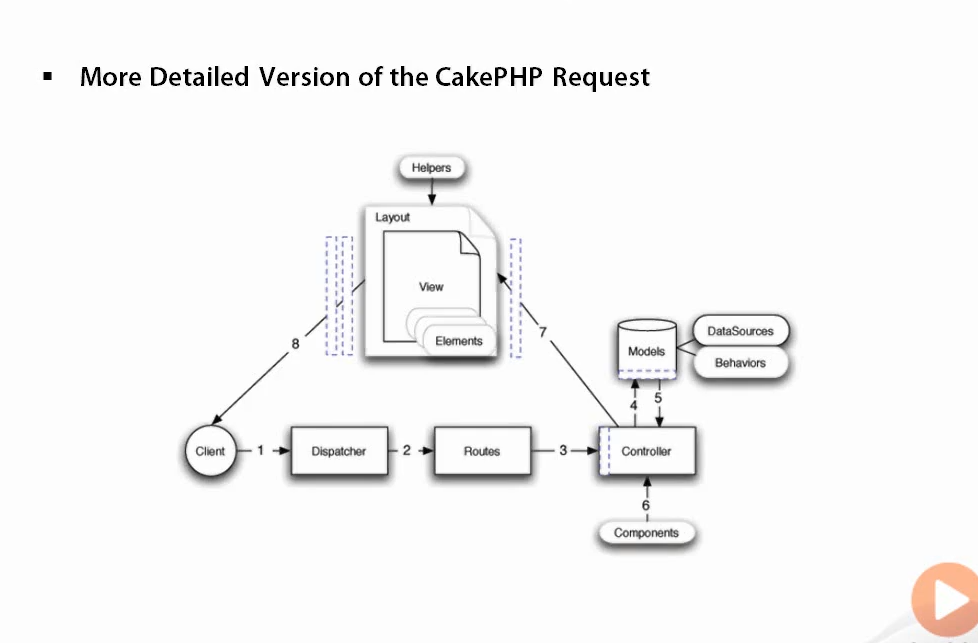 ▪ More Detailed Version of the CakePHP Request
Helpers
Layout
View
Elements
8
7
Models
DataSources
Behaviors
4
5
Client
1
Dispatcher
2
Routes
3
Controller
6
Components